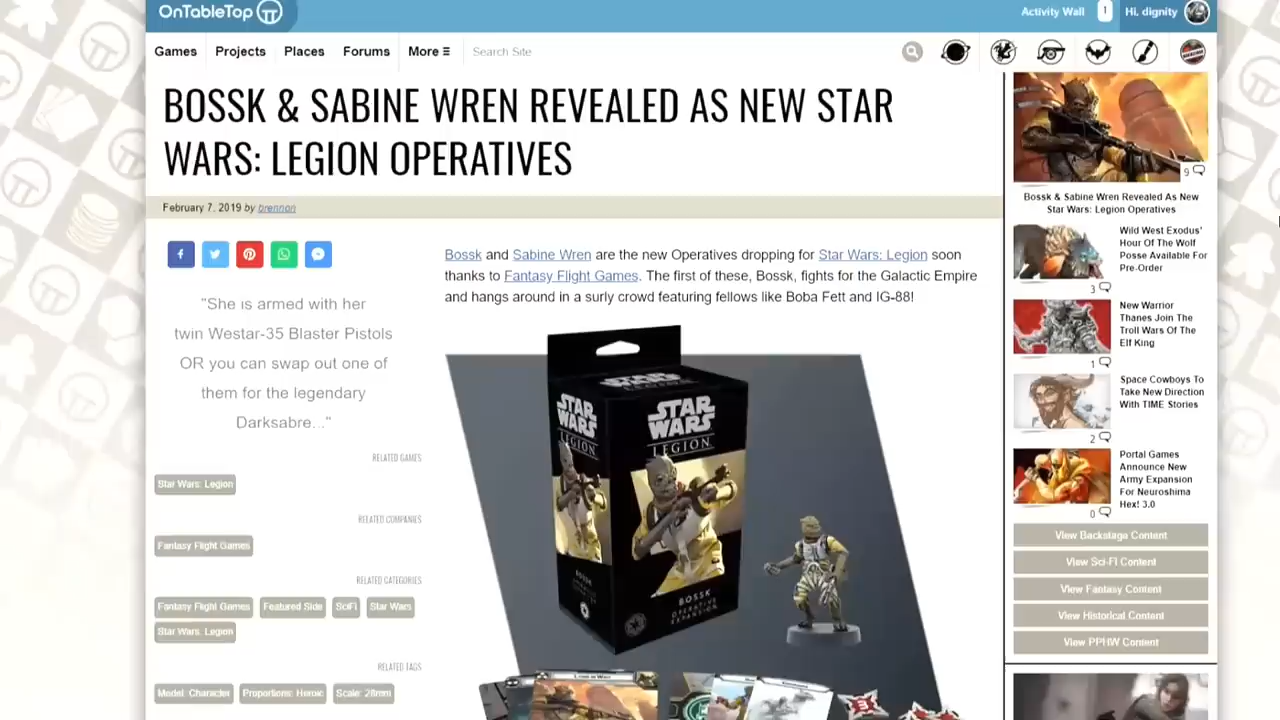 OnTableTop
Activity Wall
1
Hi, dignity
Games
Projects
Places
Forums
More ≡
Search Site
BOSSK & SABINE WREN REVEALED AS NEW STAR
WARS: LEGION OPERATIVES
February 7, 2019 by brennon
"She is armed with her
twin Westar-35 Blaster Pistols
OR you can swap out one of
them for the legendary
Darksabre..."
RELATED GAMES
Star Wars: Legion
RELATED COMPANIES
Fantasy Flight Games
RELATED CATEGORIES
Fantasy Flight Games
Featured Side
SciFi
Star Wars
Star Wars: Legion
RELATED TAGS
Model: Character
Proportions: Heroic
Scale: 28mm
Bossk and Sabine Wren are the new Operatives dropping for Star Wars: Legion soon
thanks to Fantasy Flight Games. The first of these, Bossk, fights for the Galactic Empire
and hangs around in a surly crowd featuring fellows like Boba Fett and IG-88!
STAR
WARS
LEGION
STAR
WARS
LEGION
BOSSK
BOSSK
OPERATIVE
EXPANSION
9
Bossk & Sabine Wren Revealed As New
Star Wars: Legion Operatives
Wild West Exodus'
Hour Of The Wolf
Posse Available For
Pre-Order
3
New Warrior
Thanes Join The
Troll Wars Of The
Elf King
1
Space Cowboys To
Take New Direction
With TIME Stories
2
Portal Games
Announce New
Army Expansion
For Neuroshima
Hex! 3.0
0
View Backstage Content
View Sci-FI Content
View Fantasy Content
View Historical Content
View PPHW Content